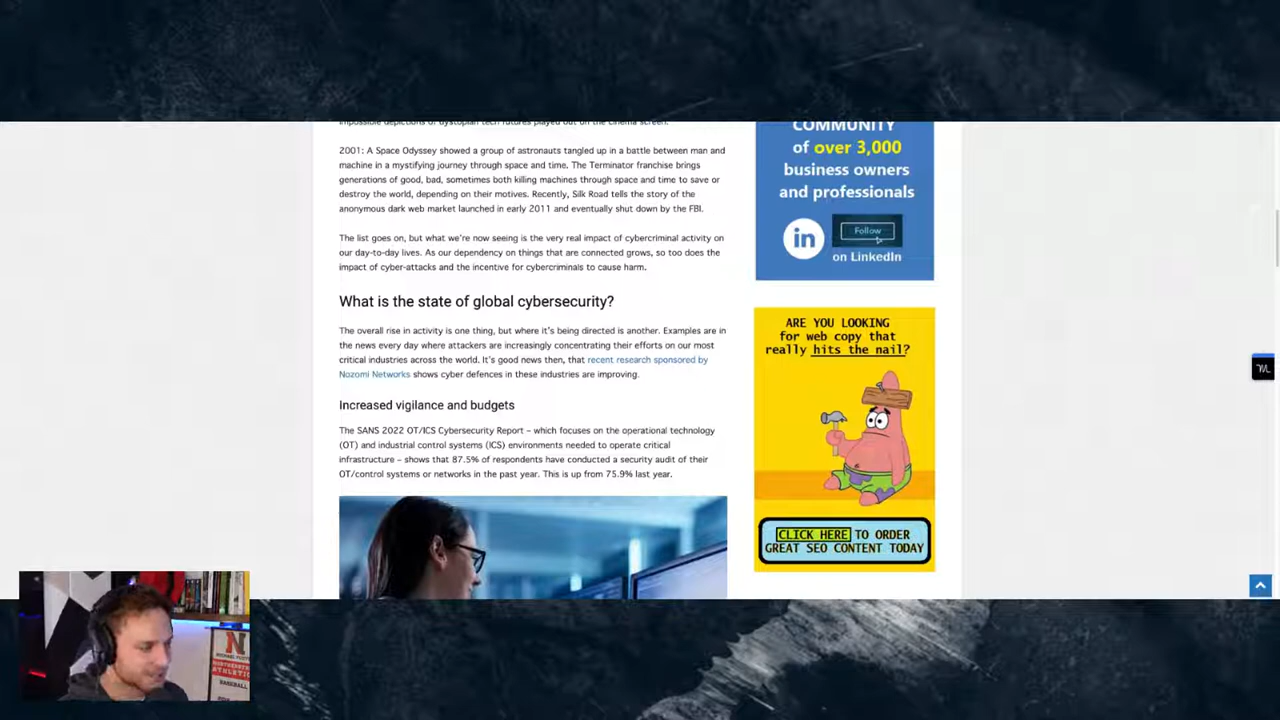 impossible depictions of dystopian tech futures played out on the cinema screen.
2001: A Space Odyssey showed a group of astronauts tangled up in a battle between man and
machine in a mystifying journey through space and time. The Terminator franchise brings
generations of good, bad, sometimes both killing machines through space and time to save or
destroy the world, depending on their motives. Recently, Silk Road tells the story of the
anonymous dark web market launched in early 2011 and eventually shut down by the FBI.
The list goes on, but what we're now seeing is the very real impact of cybercriminal activity on
our day-to-day lives. As our dependency on things that are connected grows, so too does the
impact of cyber-attacks and the incentive for cybercriminals to cause harm.
What is the state of global cybersecurity?
The overall rise in activity is one thing, but where it's being directed is another. Examples are in
the news every day where attackers are increasingly concentrating their efforts on our most
critical industries across the world. It's good news then, that recent research sponsored by
Nozomi Networks shows cyber defences in these industries are improving.
Increased vigilance and budgets
The SANS 2022 OT/ICS Cybersecurity Report – which focuses on the operational technology
(OT) and industrial control systems (ICS) environments needed to operate critical
infrastructure – shows that 87.5% of respondents have conducted a security audit of their
OT/control systems or networks in the past year. This is up from 75.9% last year.
COMMUNITY
of over 3,000
business owners
and professionals
in
Follow
on LinkedIn
ARE YOU LOOKING
for web copy that
really hits the nail?
CLICK HERE TO ORDER
GREAT SEO CONTENT TODAY
N
NORTHEASTERN
ATHLETICS
BASEBALL